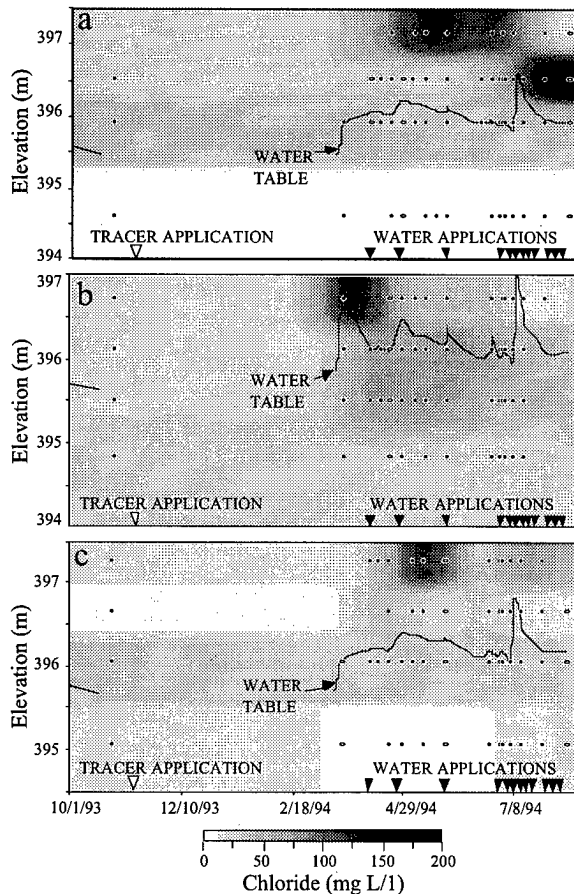 a
397
396
395
394
Elevation (m)
WATER
TABLE
TRACER APPLICATION
WATER APPLICATIONS
b
397
396
395
394
Elevation (m)
WATER
TABLE
TRACER APPLICATION
WATER APPLICATIONS
c
397
396
395
Elevation (m)
WATER
TABLE
TRACER APPLICATION
WATER APPLICATIONS
10/1/93 12/10/93 2/18/94 4/29/94 7/8/94
0 50 100 150 200
Chloride (mg L/1)